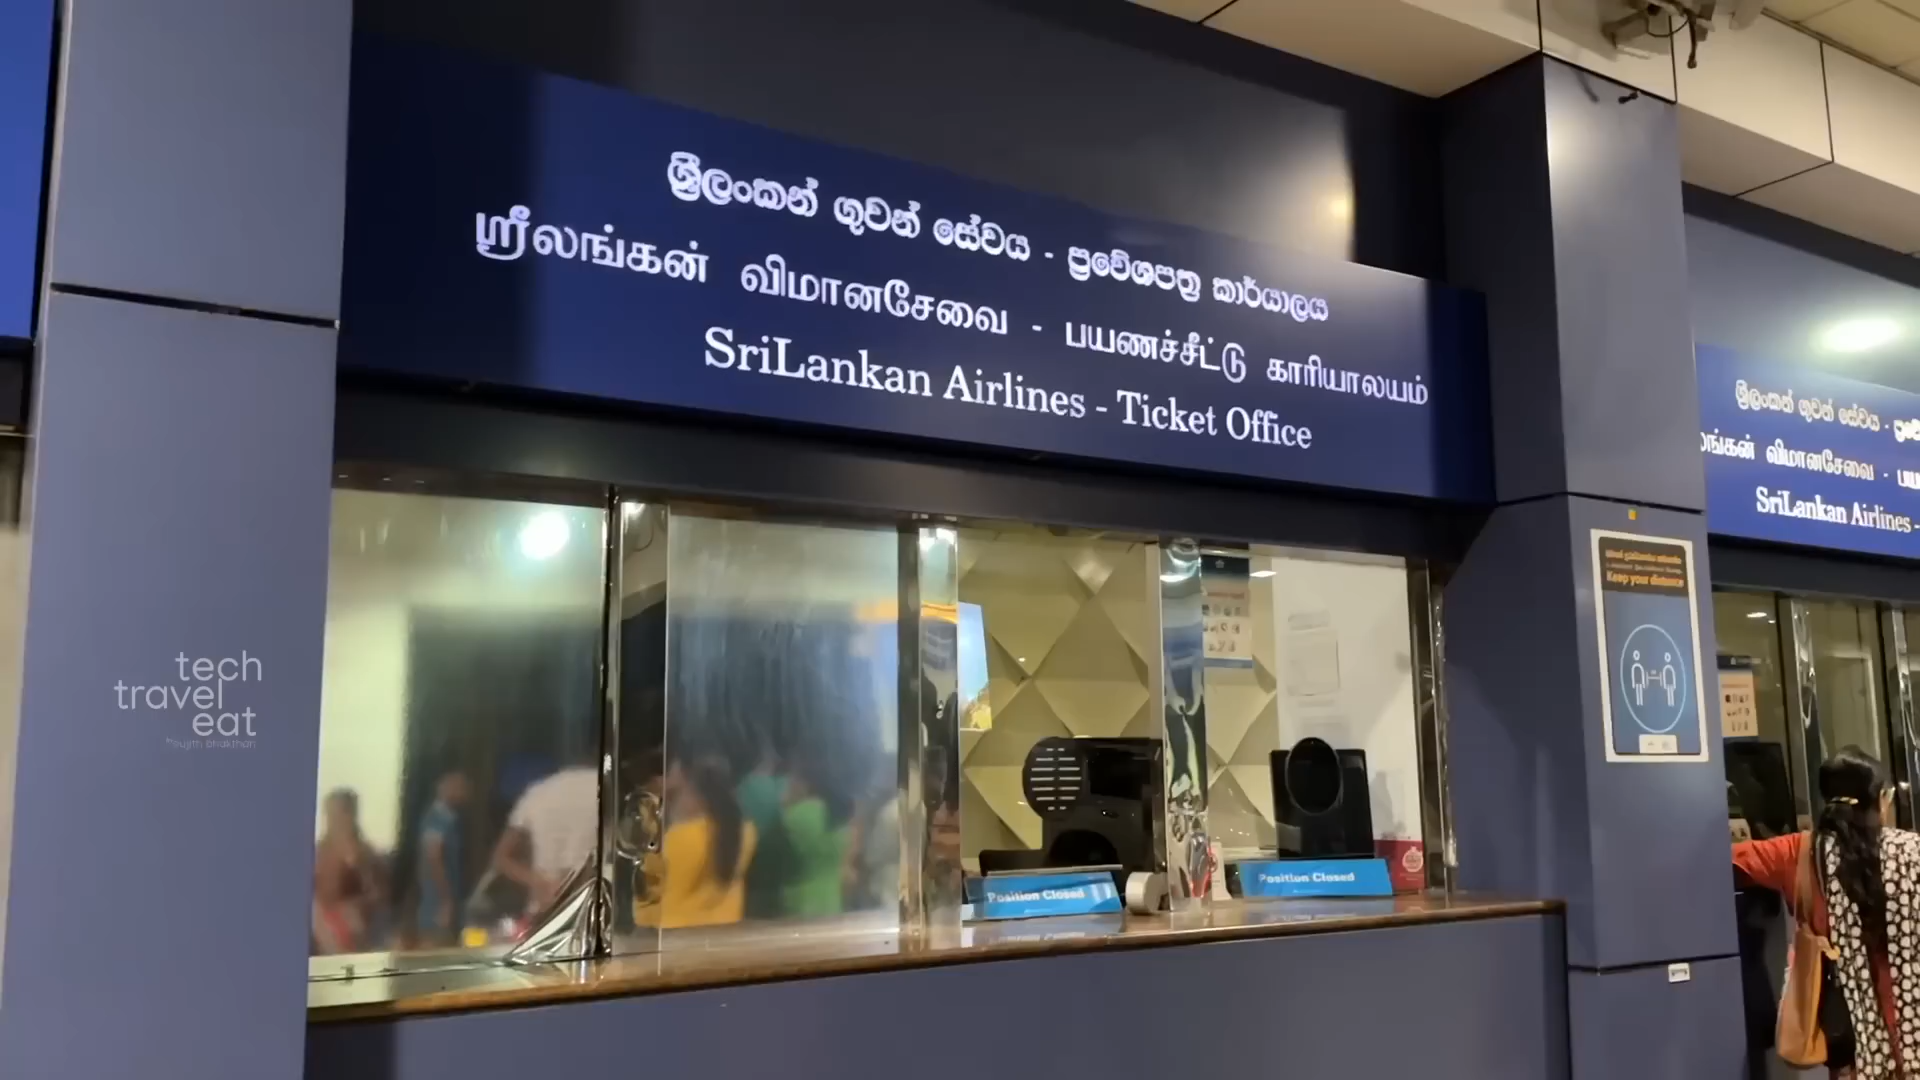 ශ්‍රීලංකන් ගුවන් සේවය - ප්‍රවේශපත්‍ර කාර්යාලය
ஸ்ரீலங்கன் விமானசேவை - பயணச்சீட்டு காரியாலயம்
SriLankan Airlines - Ticket Office
ශ්‍රීලංකන් ගුවන් සේවය -
விமானசேவை -
SriLankan Airlines -
Keep your distance
Position Closed
Position Closed
tech
travel
eat